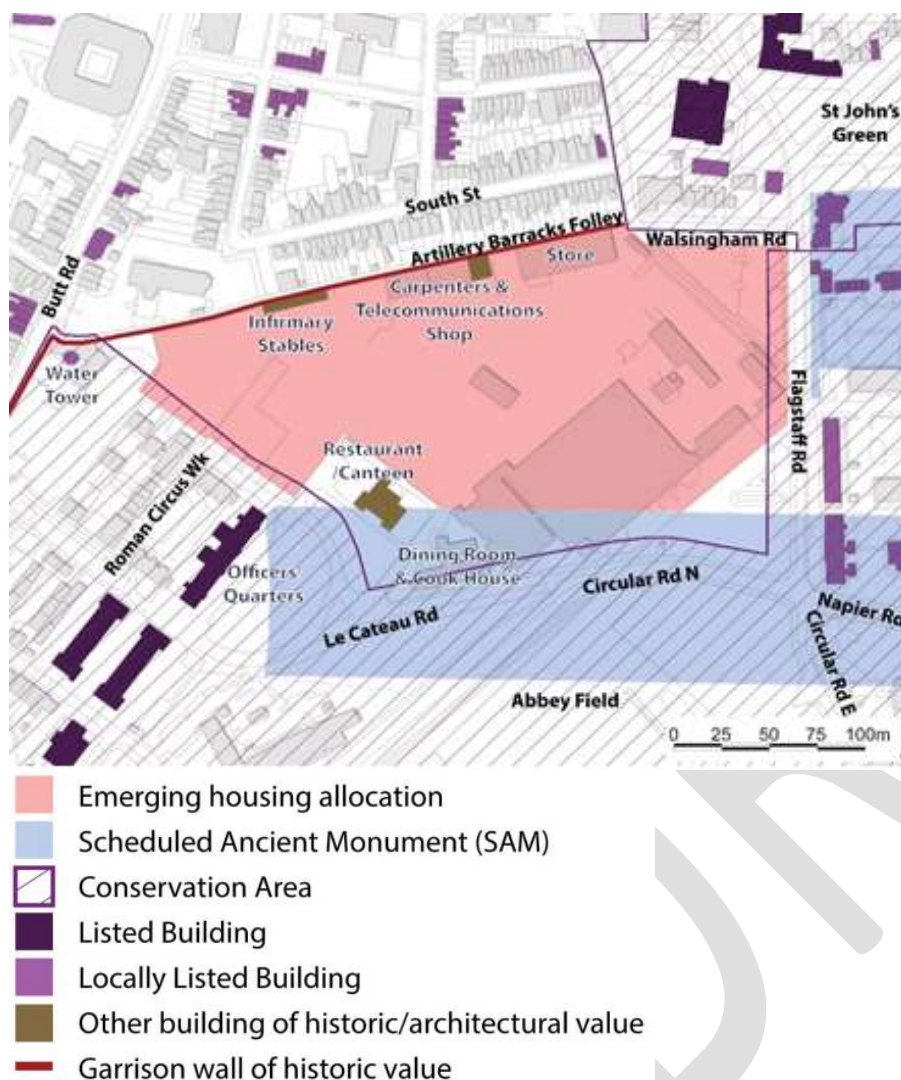 St John's
Green
South St
Artillery Barracks Folley
Walsingham Rd
Store
Butt Rd
Carpenters &
Telecommunications
Shop
Infirmary
Stables
Water
Tower
Flagstaff Rd
Restaurant
/Canteen
Roman Circus Wk
Officers'
Quarters
Dining Room
& Cook House
Circular Rd N
Le Cateau Rd
Napier Rd
Circular Rd E
Abbey Field
0 25 50 75 100m
Emerging housing allocation
Scheduled Ancient Monument (SAM)
Conservation Area
Listed Building
Locally Listed Building
Other building of historic/architectural value
Garrison wall of historic value